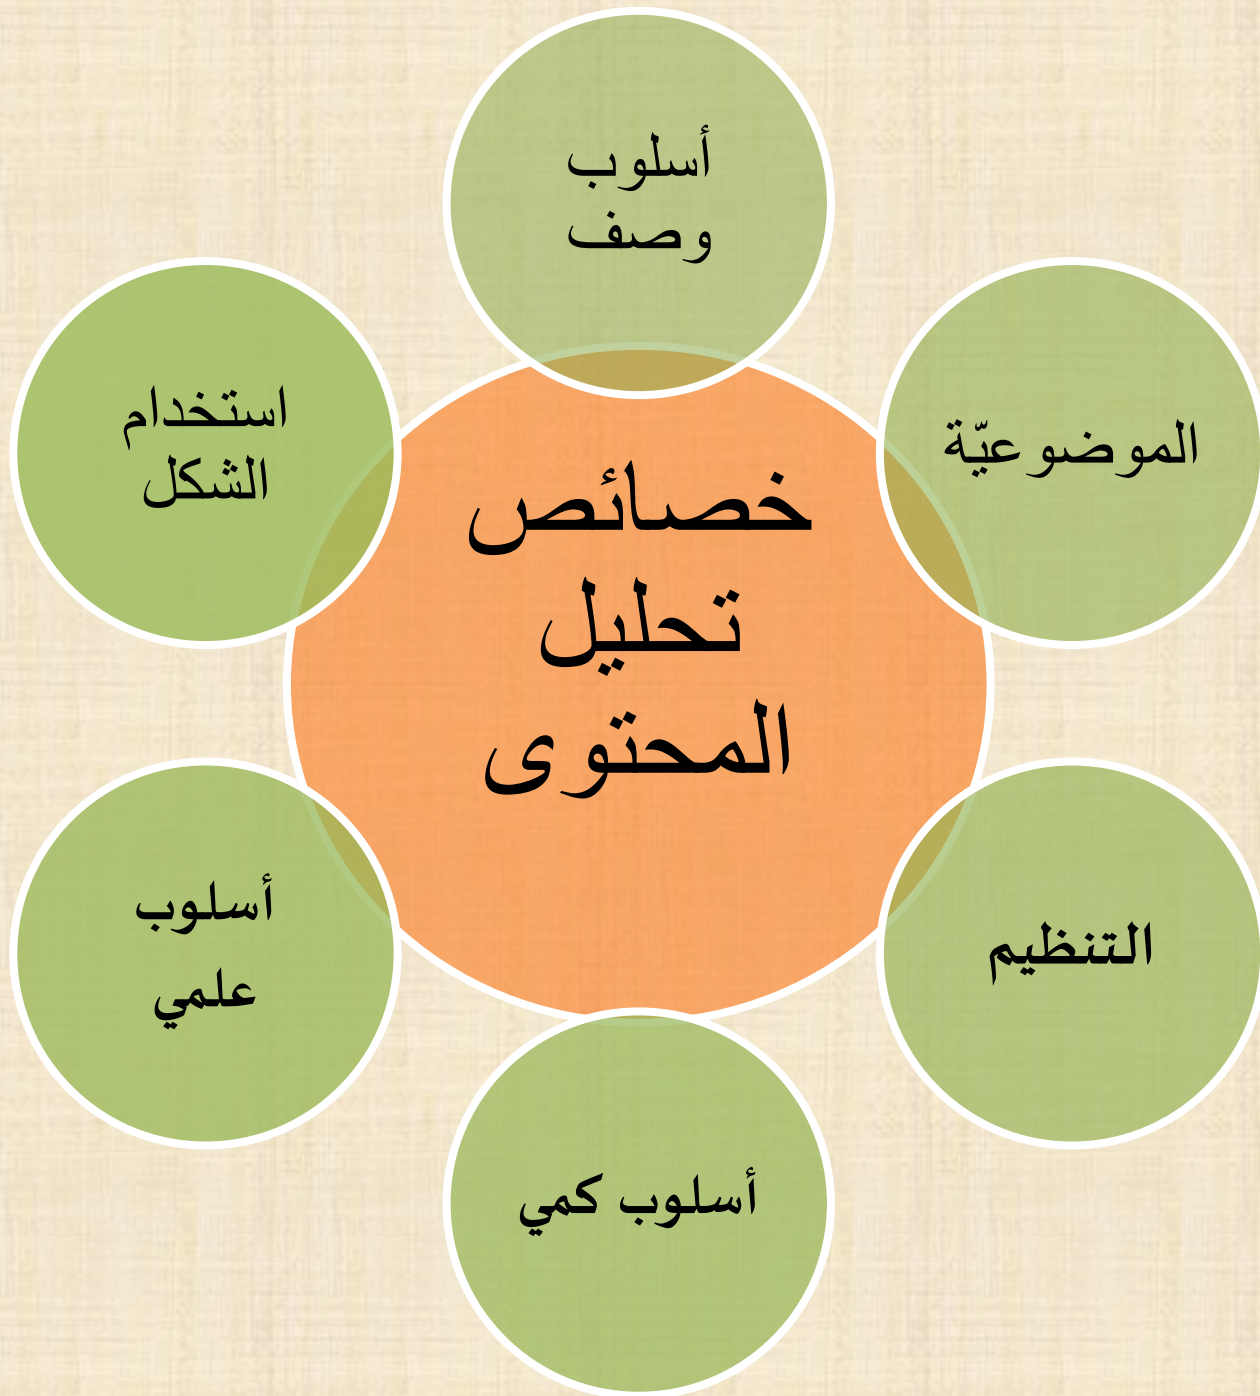 خصائص
تحليل
المحتوى
أسلوب
وصف
الموضوعيّة
التنظيم
أسلوب كمي
أسلوب
علمي
استخدام
الشكل